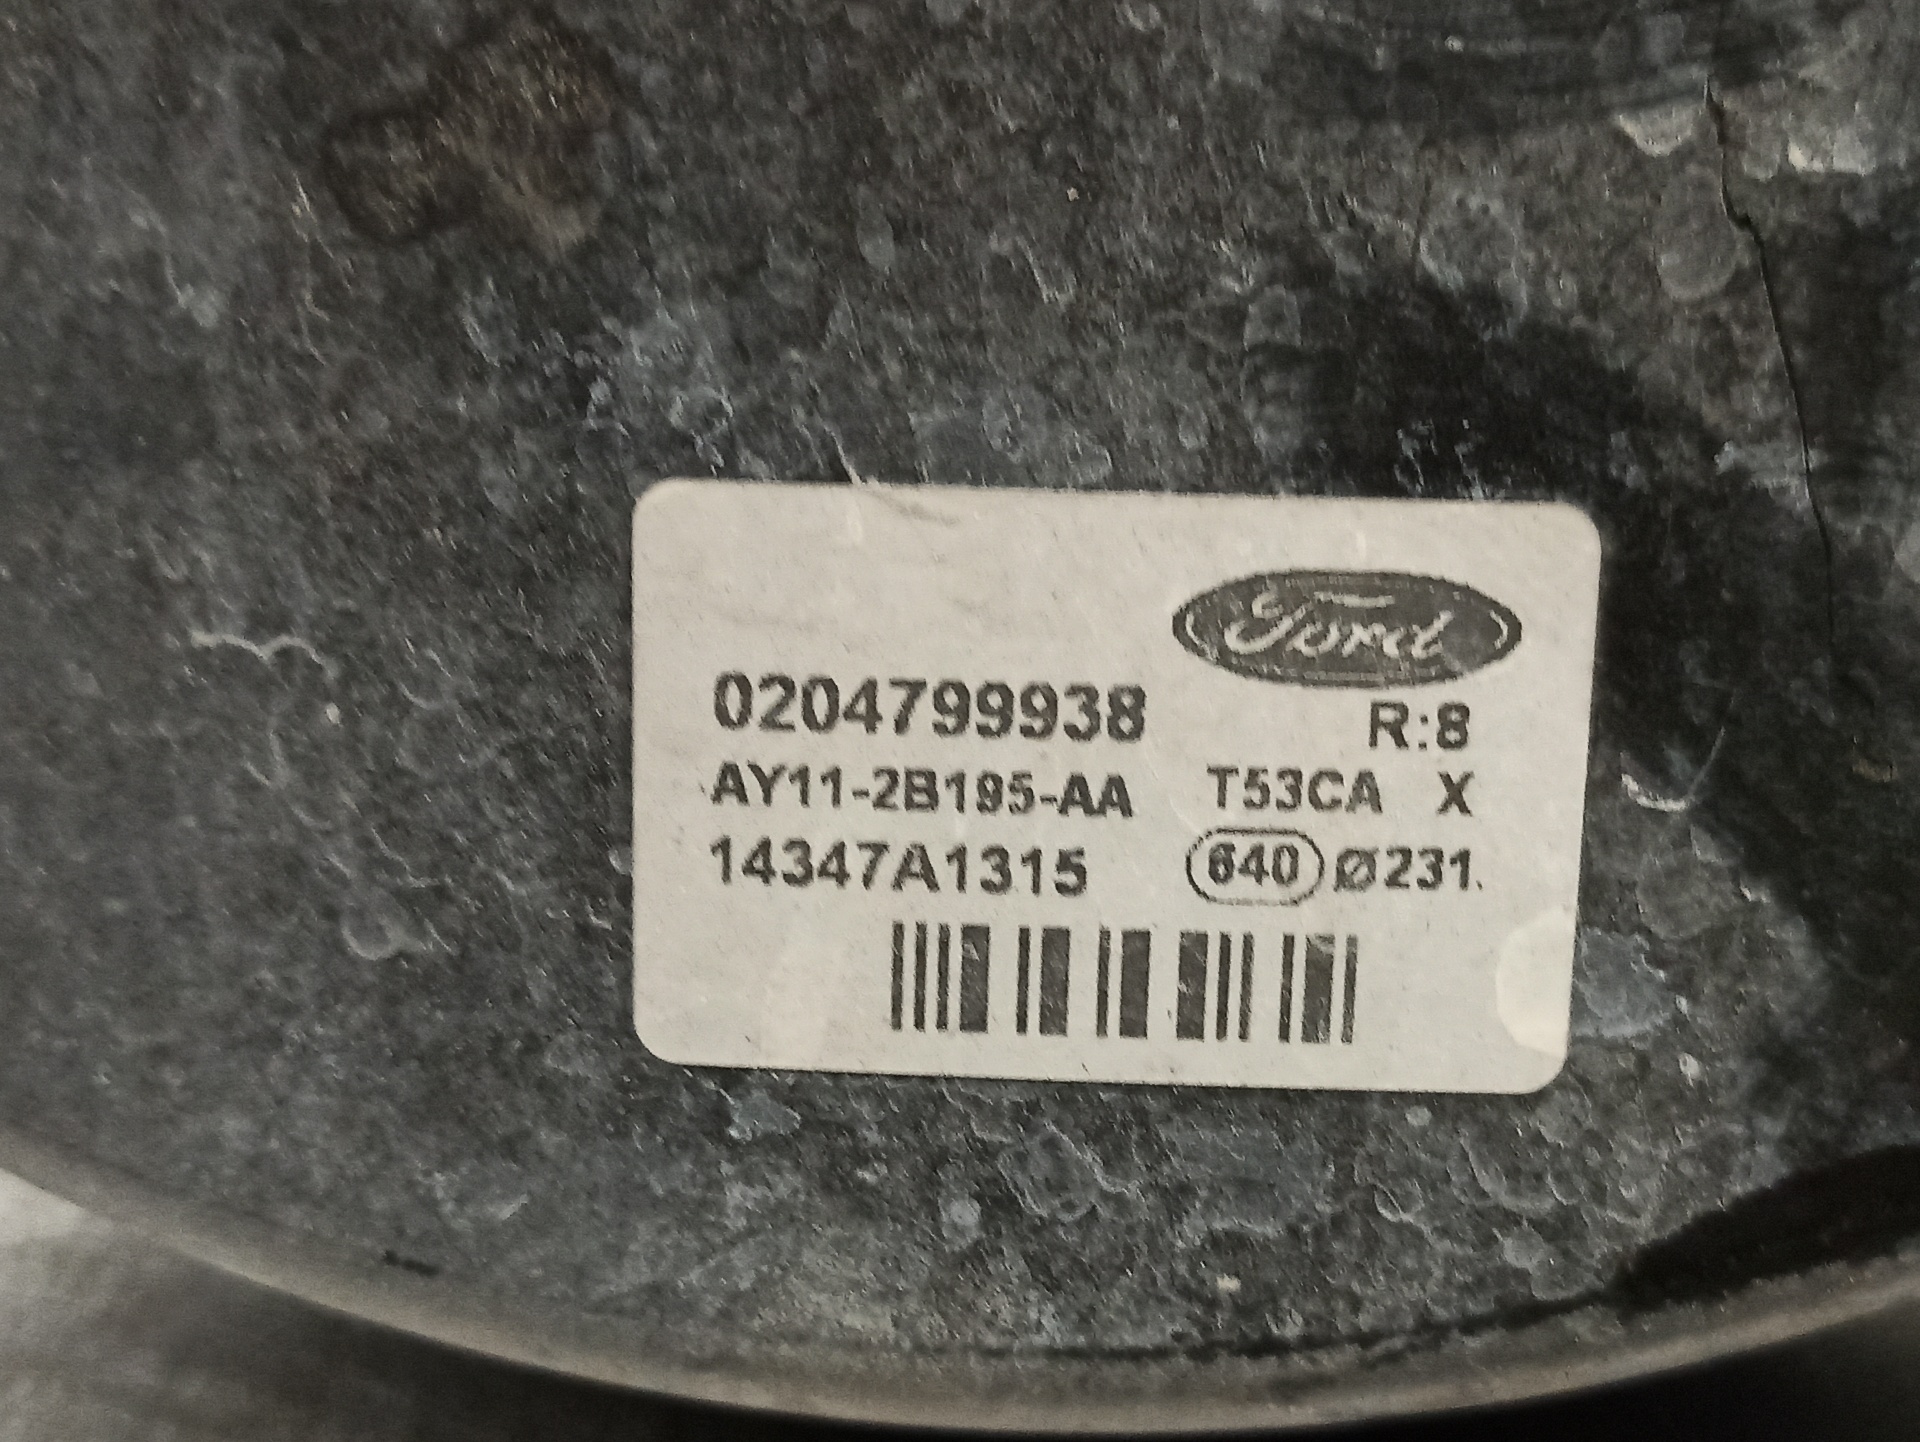 Ford
0204799938 R:8
AY11-2B195-AA T53CA X
14347A1315 640 Ø231.